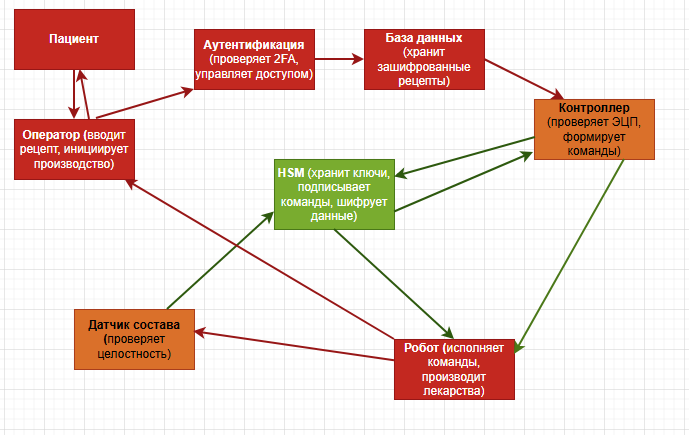 Пациент
Аутентификация
(проверяет 2FA,
управляет доступом)
База данных
(хранит
зашифрованные
рецепты)
Оператор (вводит
рецепт, инициирует
производство)
Контроллер
(проверяет ЭЦП,
формирует
команды)
HSM (хранит ключи,
подписывает
команды, шифрует
данные)
Датчик состава
(проверяет
целостность)
Робот (исполняет
команды,
производит
лекарства)